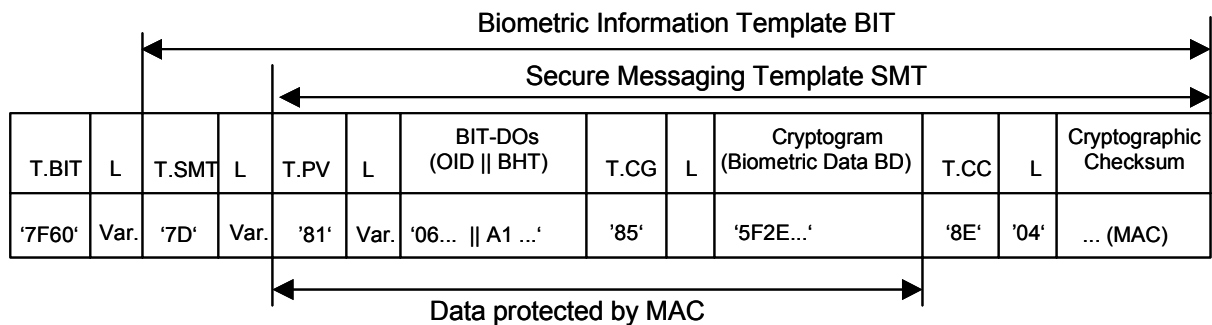 Biometric Information Template BIT
Secure Messaging Template SMT
T.BIT L T.SMT L T.PV L BIT-DOs T.CG L Cryptogram T.CC L Cryptographic
(OID || BHT) (Biometric Data BD) Checksum
‘7F60‘ Var. ‘7D‘ Var. ’81‘ Var. ‘06... || A1 ...‘ ’85‘ ‘5F2E...‘ ‘8E‘ ’04‘ ... (MAC)
Data protected by MAC